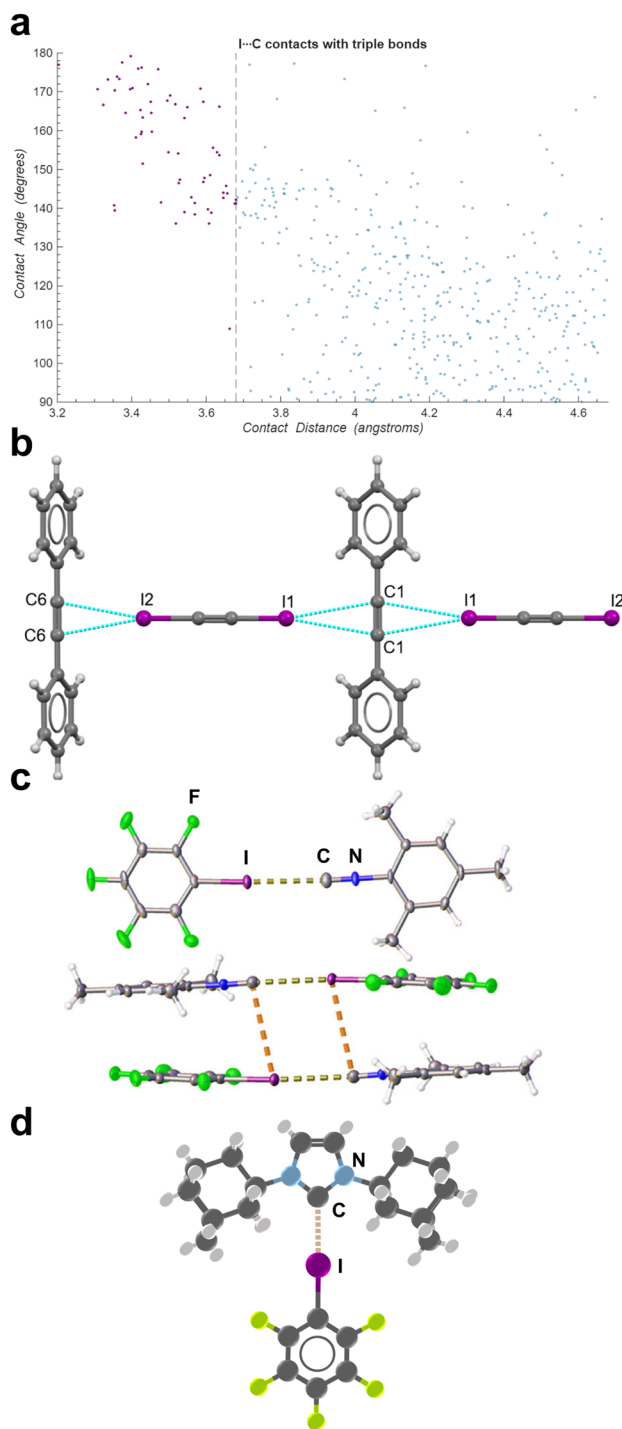 a
I···C contacts with triple bonds
180
170
160
150
140
130
120
110
100
90
Contact Angle (degrees)
3.2 3.4 3.6 3.8 4 4.2 4.4 4.6
Contact Distance (angstroms)
b
C6 I2 I1 C1 I1 I2
C6 C1
c
F
I C N
d
N
C
I